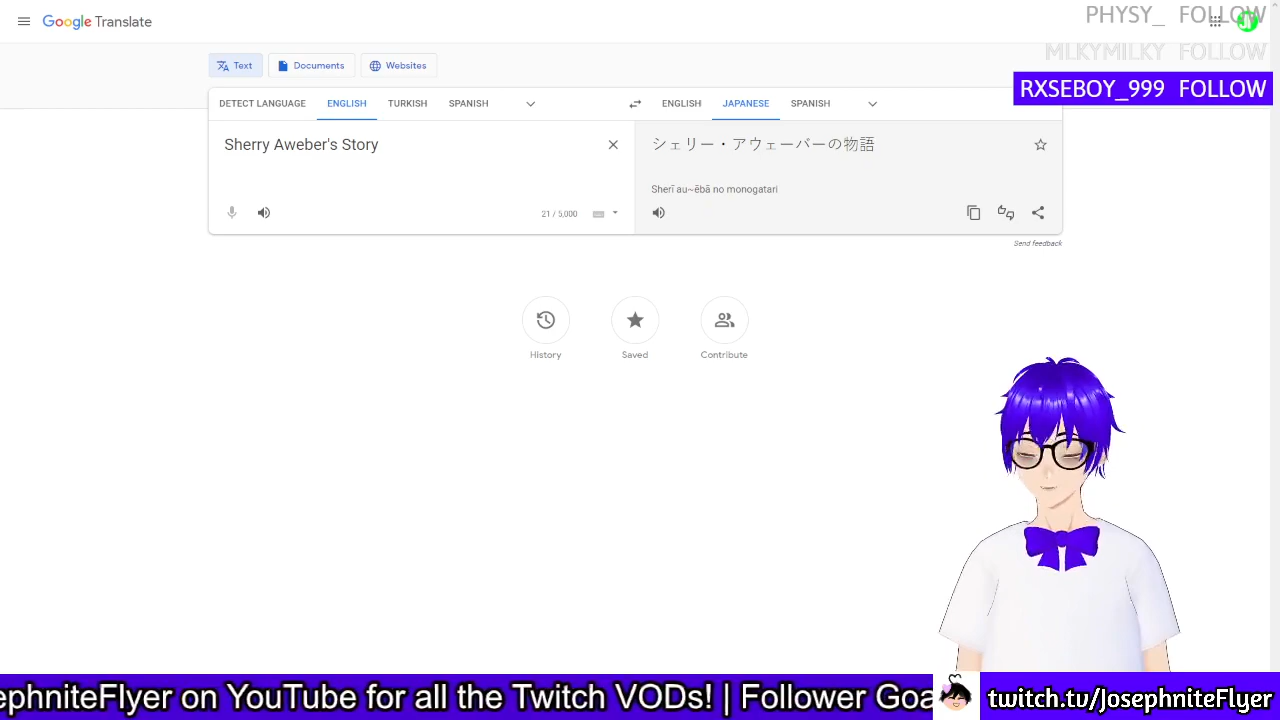 Google Translate
PHYSY_ FOLLOW
MLKYMILKY FOLLOW
RXSEBOY_999 FOLLOW
Text
Documents
Websites
DETECT LANGUAGE
ENGLISH
TURKISH
SPANISH
ENGLISH
JAPANESE
SPANISH
Sherry Aweber's Story
シェリー・アウェーバーの物語
Sherī au~ēbā no monogatari
21 / 5,000
Send feedback
History
Saved
Contribute
ephniteFlyer on YouTube for all the Twitch VODs! | Follower Goa
twitch.tv/JosephniteFlyer